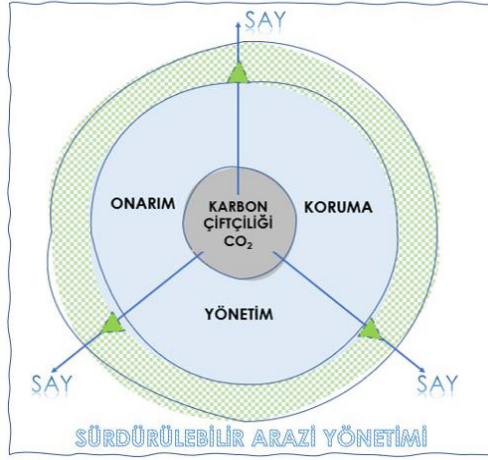 SAY
ONARIM
KARBON
ÇİFTÇİLİĞİ
CO₂
KORUMA
YÖNETİM
SAY
SAY
SÜRDÜRÜLEBİLİR ARAZİ YÖNETİMİ